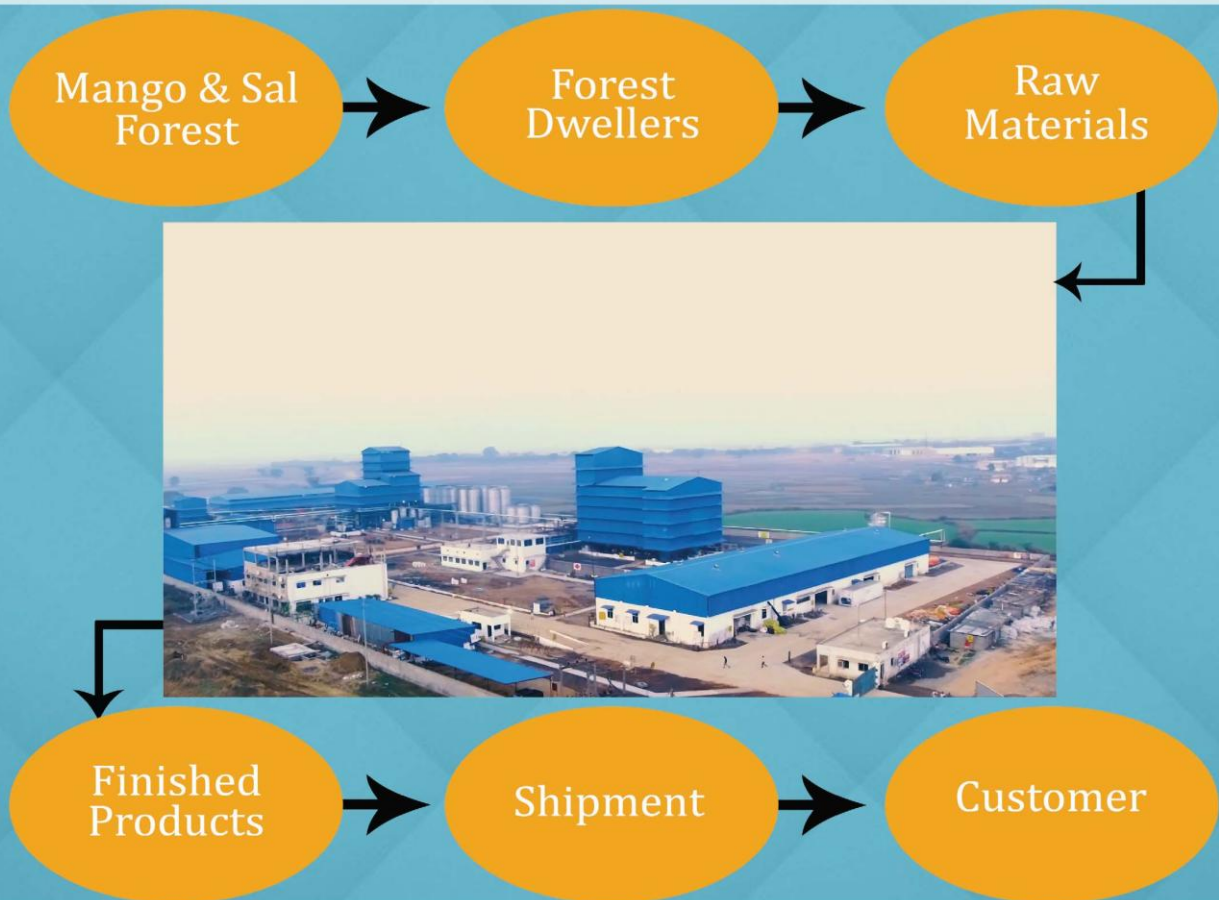 Mango & Sal
Forest
Forest
Dwellers
Raw
Materials
Finished
Products
Shipment
Customer